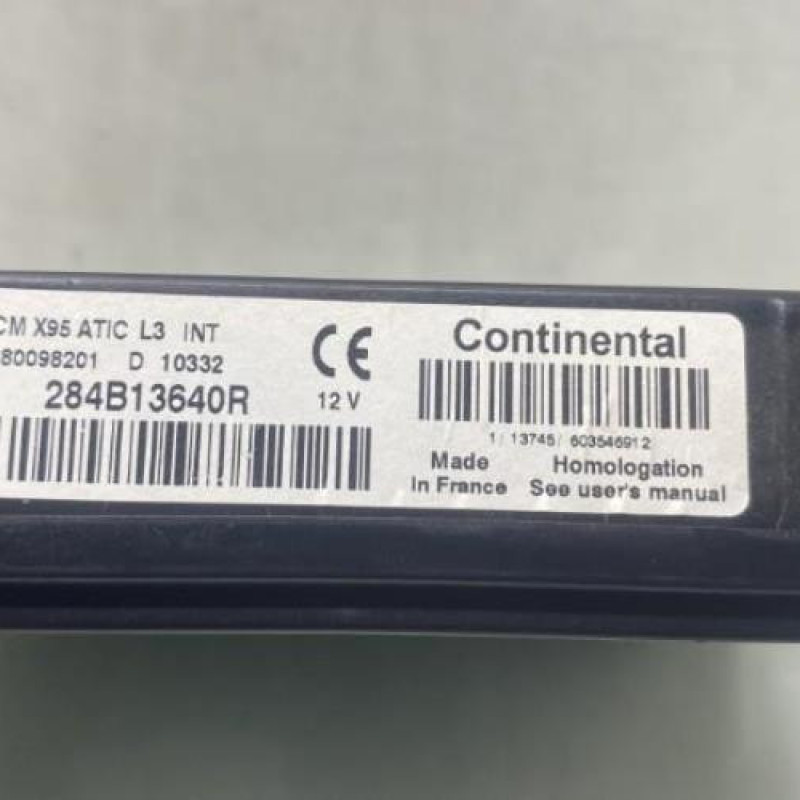 CM X95 ATIC L3 INT
80098201 D 10332
284B13640R
CE
12 V
Continental
1 / 13745 / 603546912
Made
In France
Homologation
See user's manual